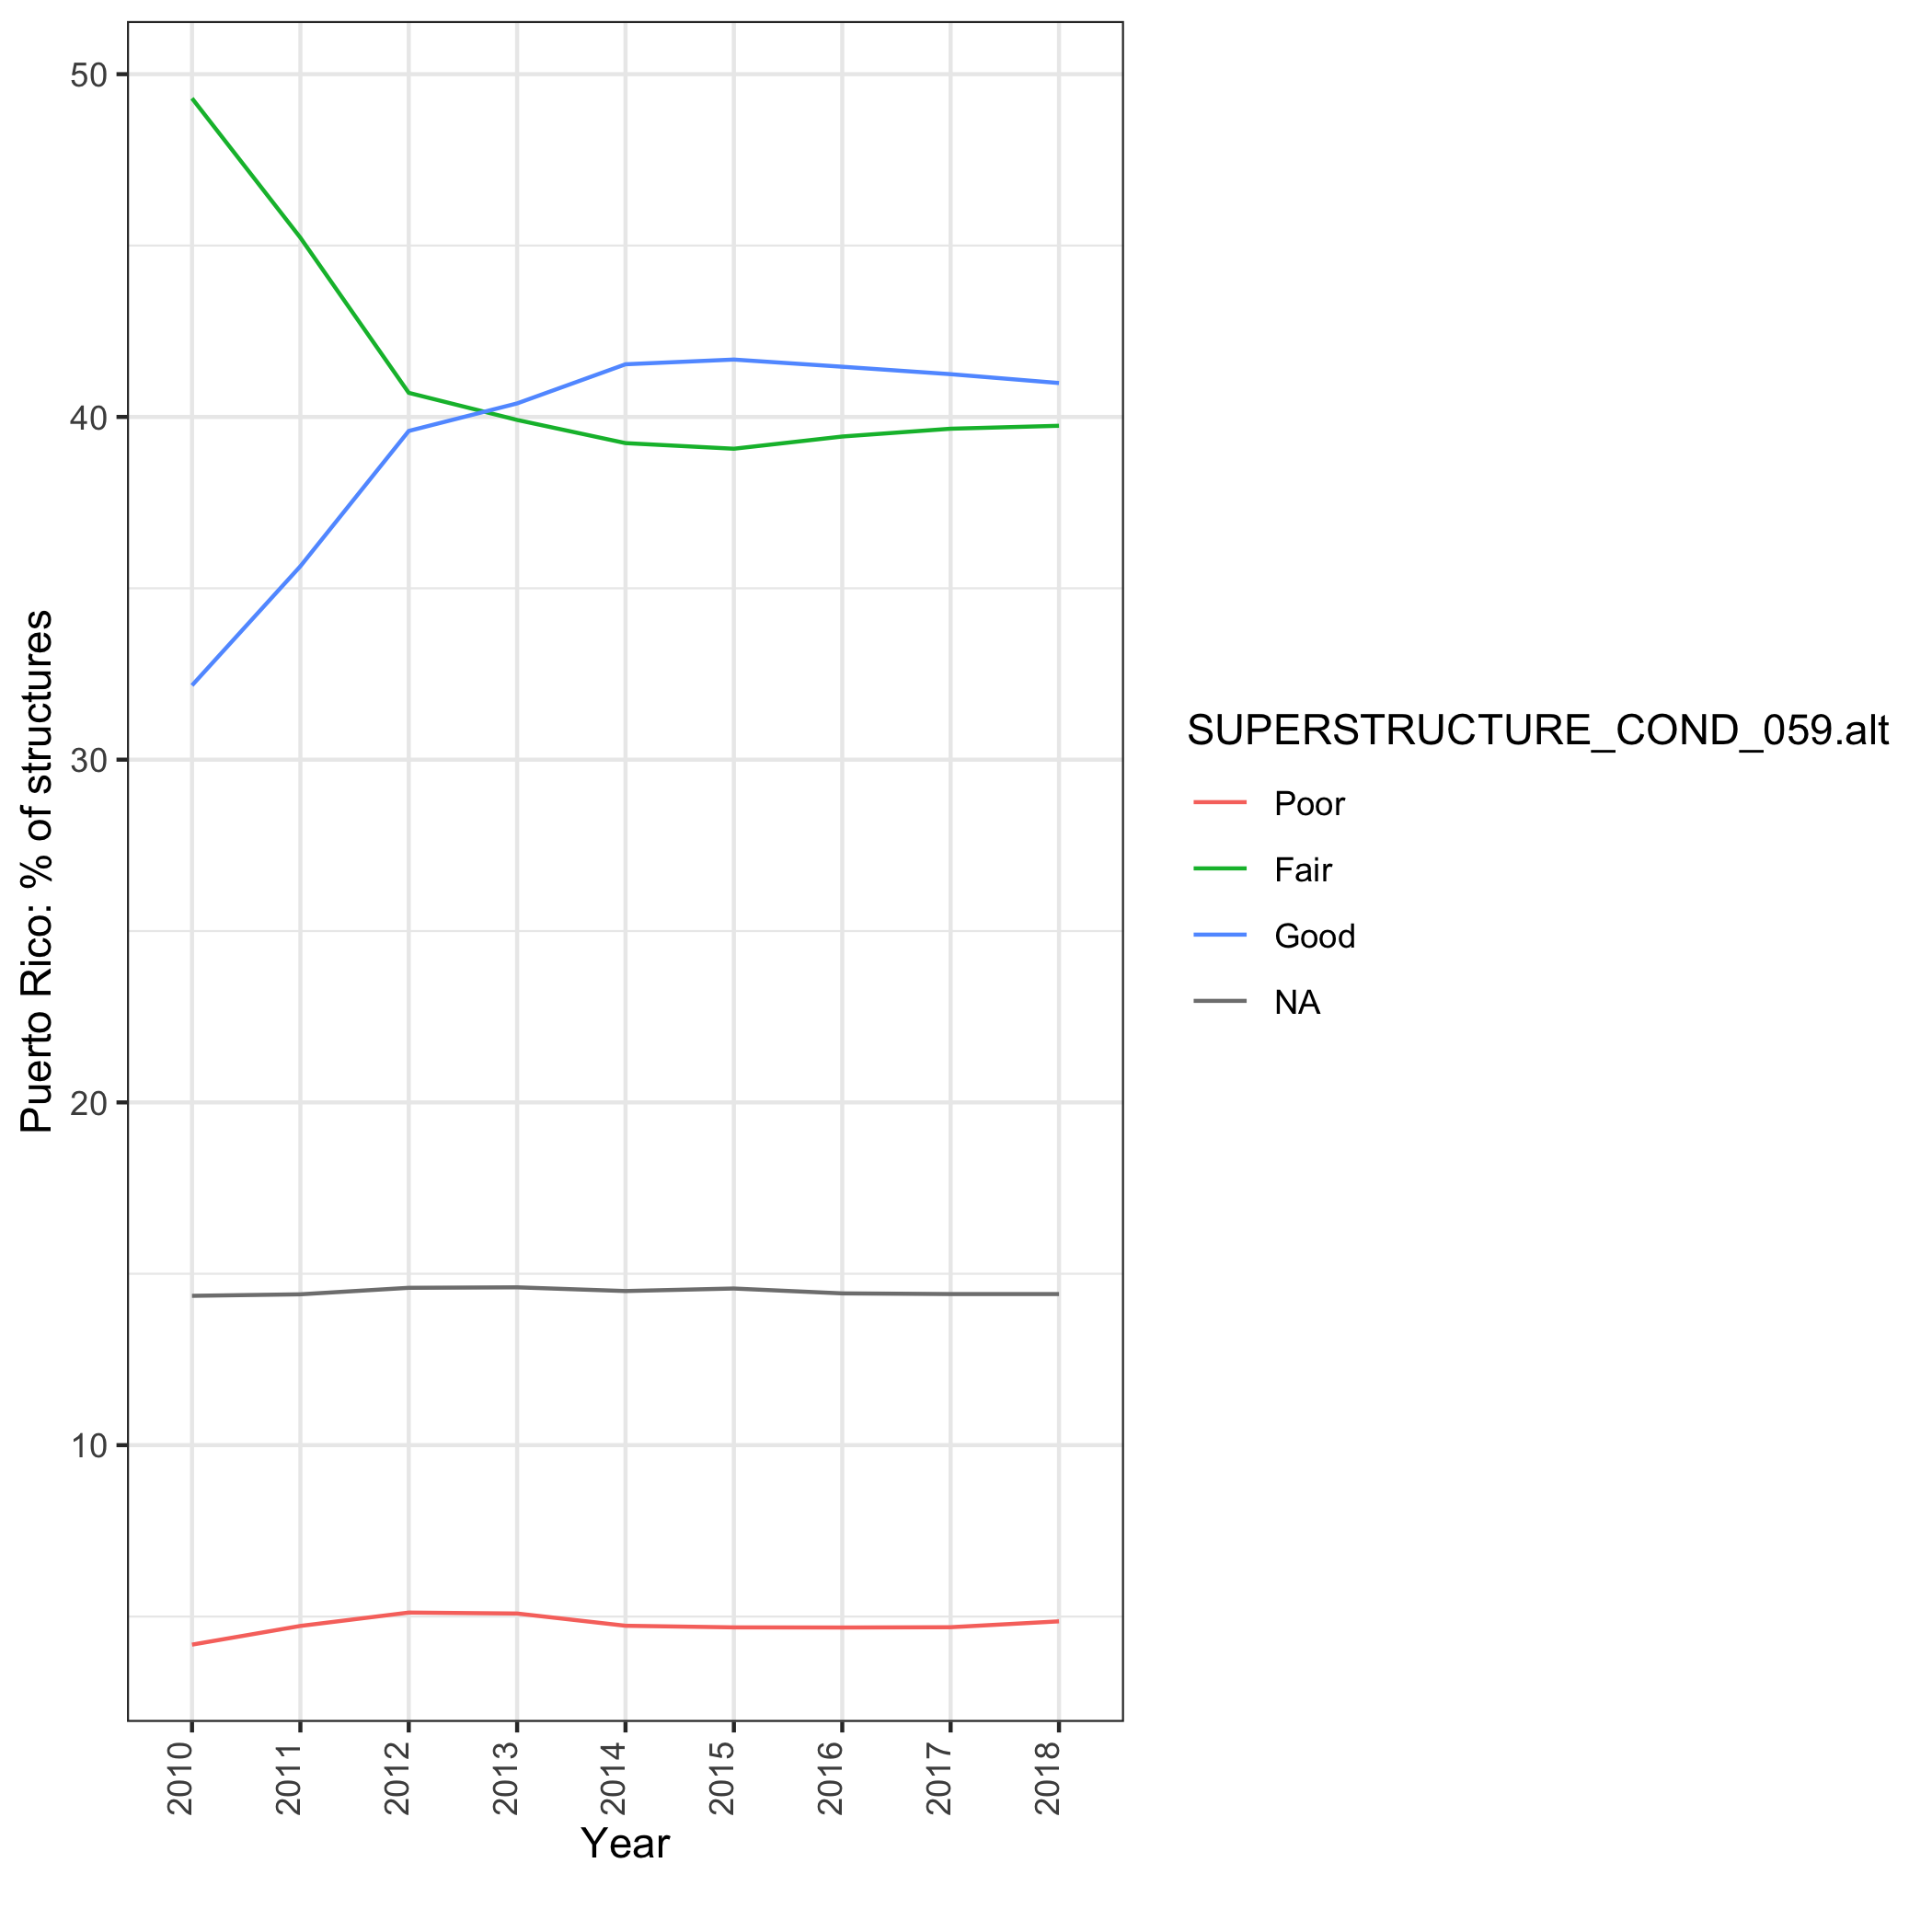 Puerto Rico: % of structures
50
40
30
20
10
2010
2011
2012
2013
2014
2015
2016
2017
2018
Year
SUPERSTRUCTURE_COND_059.alt
Poor
Fair
Good
NA